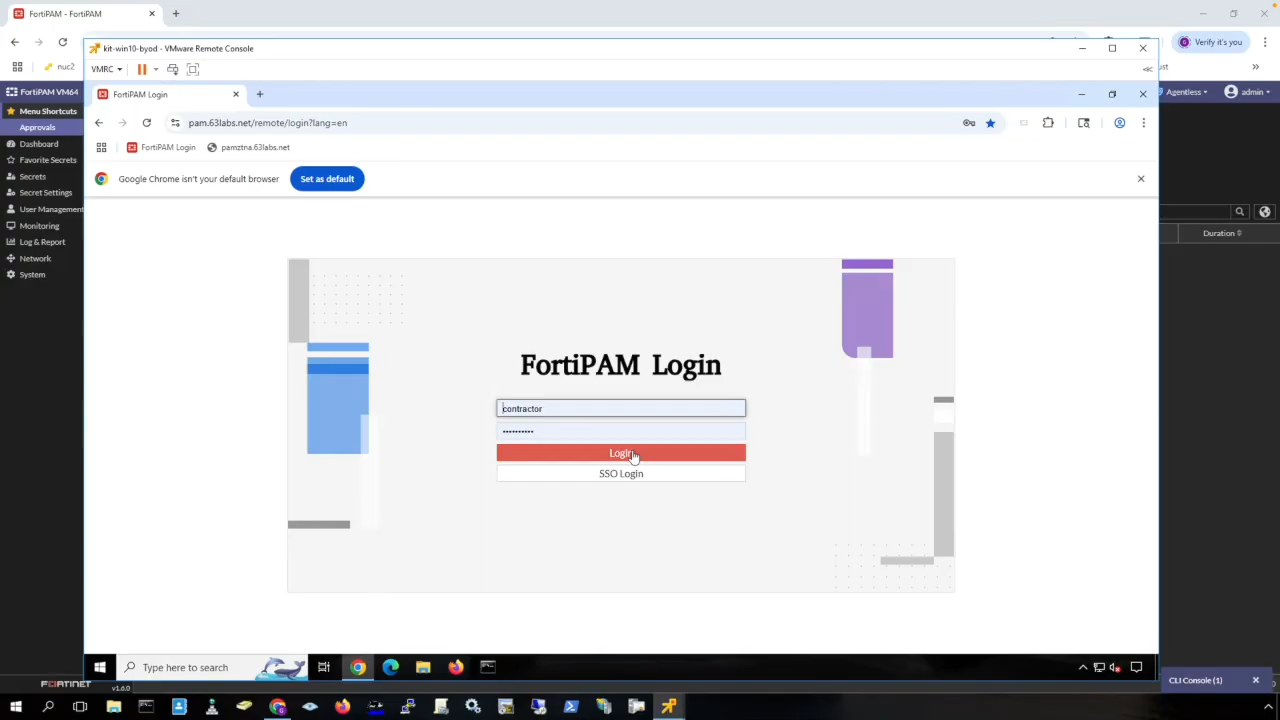 FortiPAM - FortiPAM
kit-win10-byod - VMware Remote Console
Verify it's you
nuc2
VMRC
FortiPAM VM64
FortiPAM Login
Agentless
admin
Menu Shortcuts
Approvals
Dashboard
Favorite Secrets
Secrets
Secret Settings
User Management
Monitoring
Log & Report
Network
System
pam.63labs.net/remote/login?lang=en
FortiPAM Login
pamztna.63labs.net
Google Chrome isn't your default browser
Set as default
Duration
FortiPAM Login
contractor
••••••••••
Login
SSO Login
Type here to search
FORTINET
v1.6.0
CLI Console (1)